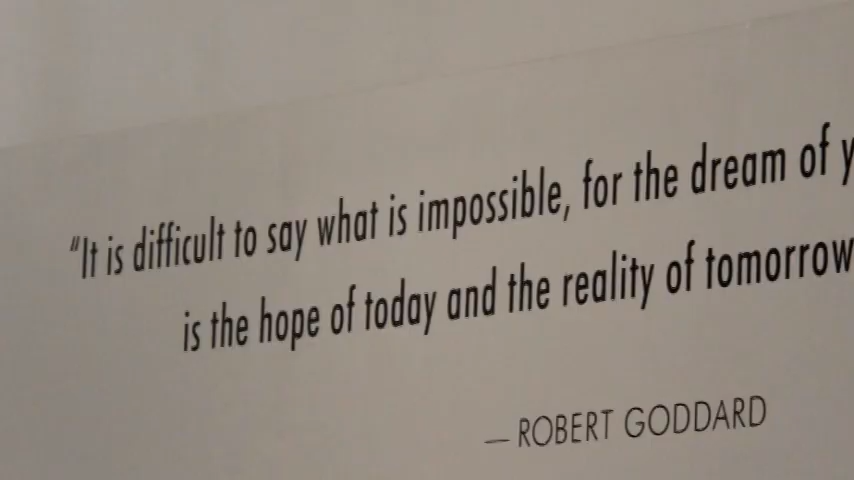 “It is difficult to say what is impossible, for the dream of y
is the hope of today and the reality of tomorrow
— ROBERT GODDARD